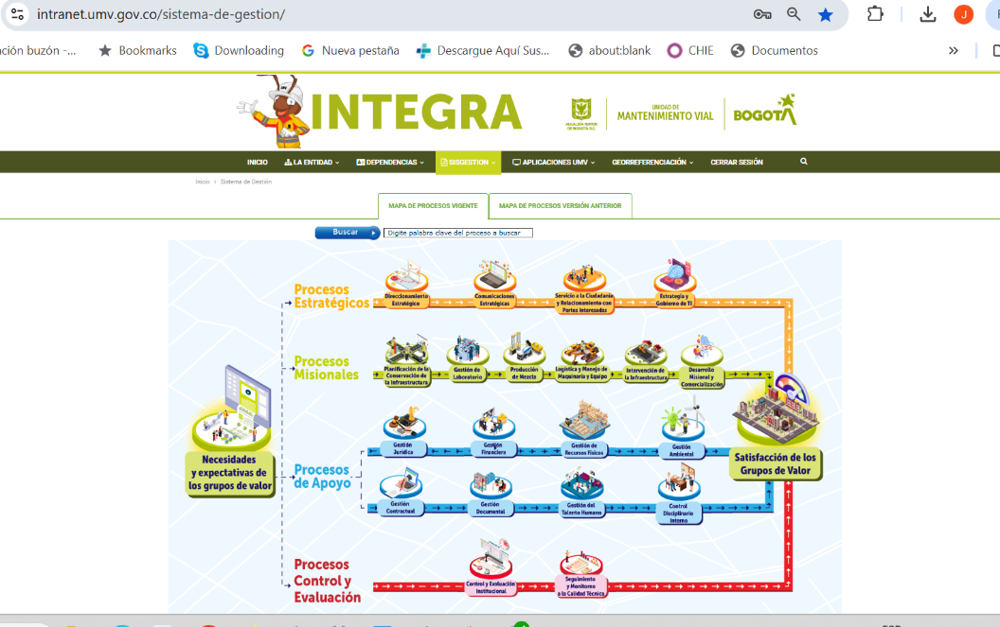 intranet.umv.gov.co/sistema-de-gestion/
J
ción buzón -...
Bookmarks
Downloading
Nueva pestaña
Descargue Aquí Sus...
about:blank
CHIE
Documentos
»
INTEGRA
ALCALDÍA MAYOR
DE BOGOTÁ D.C.
UNIDAD DE
MANTENIMIENTO VIAL
BOGOTÁ
INICIO
LA ENTIDAD
DEPENDENCIAS
SISGESTION
APLICACIONES UMV
GEORREFERENCIACIÓN
CERRAR SESIÓN
Inicio > Sistema de Gestión
MAPA DE PROCESOS VIGENTE
MAPA DE PROCESOS VERSIÓN ANTERIOR
Buscar
Digite palabra clave del proceso a buscar
Procesos
Estratégicos
Direccionamiento
Estratégico
Comunicaciones
Estratégicas
Servicio a la Ciudadanía
y Relacionamiento con
Partes Interesadas
Estrategia y
Gobierno de TI
Procesos
Misionales
Planificación de la
Conservación de
la Infraestructura
Gestión de
Laboratorio
Producción
de Mezcla
Logística y Manejo de
Maquinaria y Equipo
Intervención de
la Infraestructura
Desarrollo
Misional y
Comercialización
Necesidades
y expectativas de
los grupos de valor
Procesos
de Apoyo
Gestión
Jurídica
Gestión
Financiera
Gestión de
Recursos Físicos
Gestión
Ambiental
Satisfacción de los
Grupos de Valor
Gestión
Contractual
Gestión
Documental
Gestión del
Talento Humano
Control
Disciplinario
Interno
Procesos
Control y
Evaluación
Control y Evaluación
Institucional
Seguimiento
y Monitoreo
a la Calidad Técnica